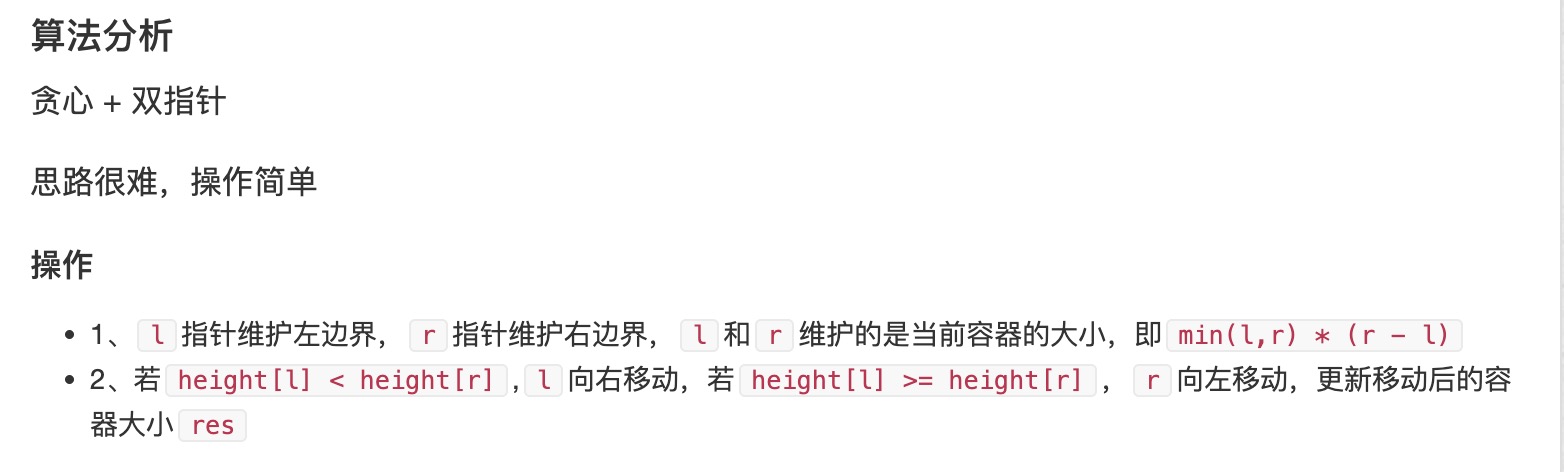 算法分析
贪心 + 双指针
思路很难，操作简单
操作
• 1、 l 指针维护左边界， r 指针维护右边界， l 和 r 维护的是当前容器的大小，即 min(l,r) * (r - l)
• 2、若 height[l] < height[r] , l 向右移动，若 height[l] >= height[r] ， r 向左移动，更新移动后的容
器大小 res